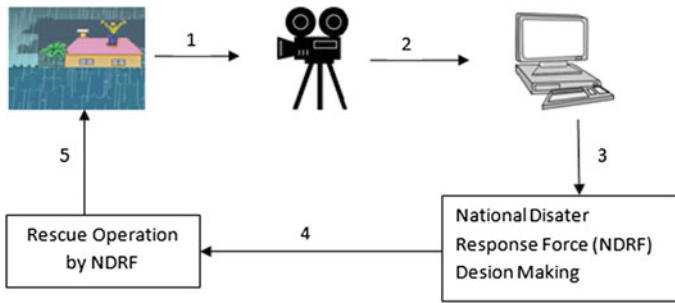 1
2
3
National Disater
Response Force (NDRF)
Desion Making
4
Rescue Operation
by NDRF
5